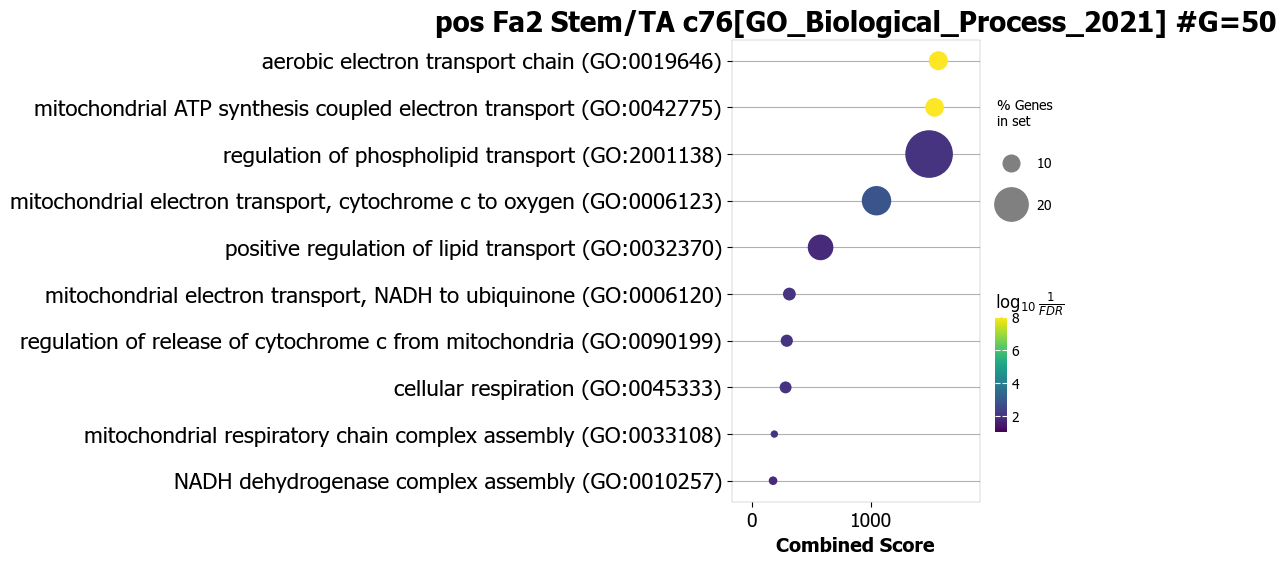 pos Fa2 Stem/TA c76[GO_Biological_Process_2021] #G=50
aerobic electron transport chain (GO:0019646)
mitochondrial ATP synthesis coupled electron transport (GO:0042775)
regulation of phospholipid transport (GO:2001138)
mitochondrial electron transport, cytochrome c to oxygen (GO:0006123)
positive regulation of lipid transport (GO:0032370)
mitochondrial electron transport, NADH to ubiquinone (GO:0006120)
regulation of release of cytochrome c from mitochondria (GO:0090199)
cellular respiration (GO:0045333)
mitochondrial respiratory chain complex assembly (GO:0033108)
NADH dehydrogenase complex assembly (GO:0010257)
0 1000
Combined Score
% Genes
in set
10
20
log10 1/FDR
8
6
4
2